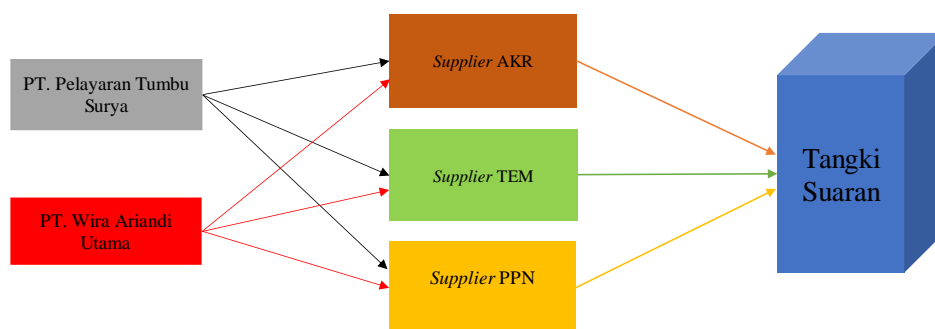 PT. Pelayaran Tumbu
Surya
PT. Wira Ariandi
Utama
Supplier AKR
Supplier TEM
Supplier PPN
Tangki
Suaran